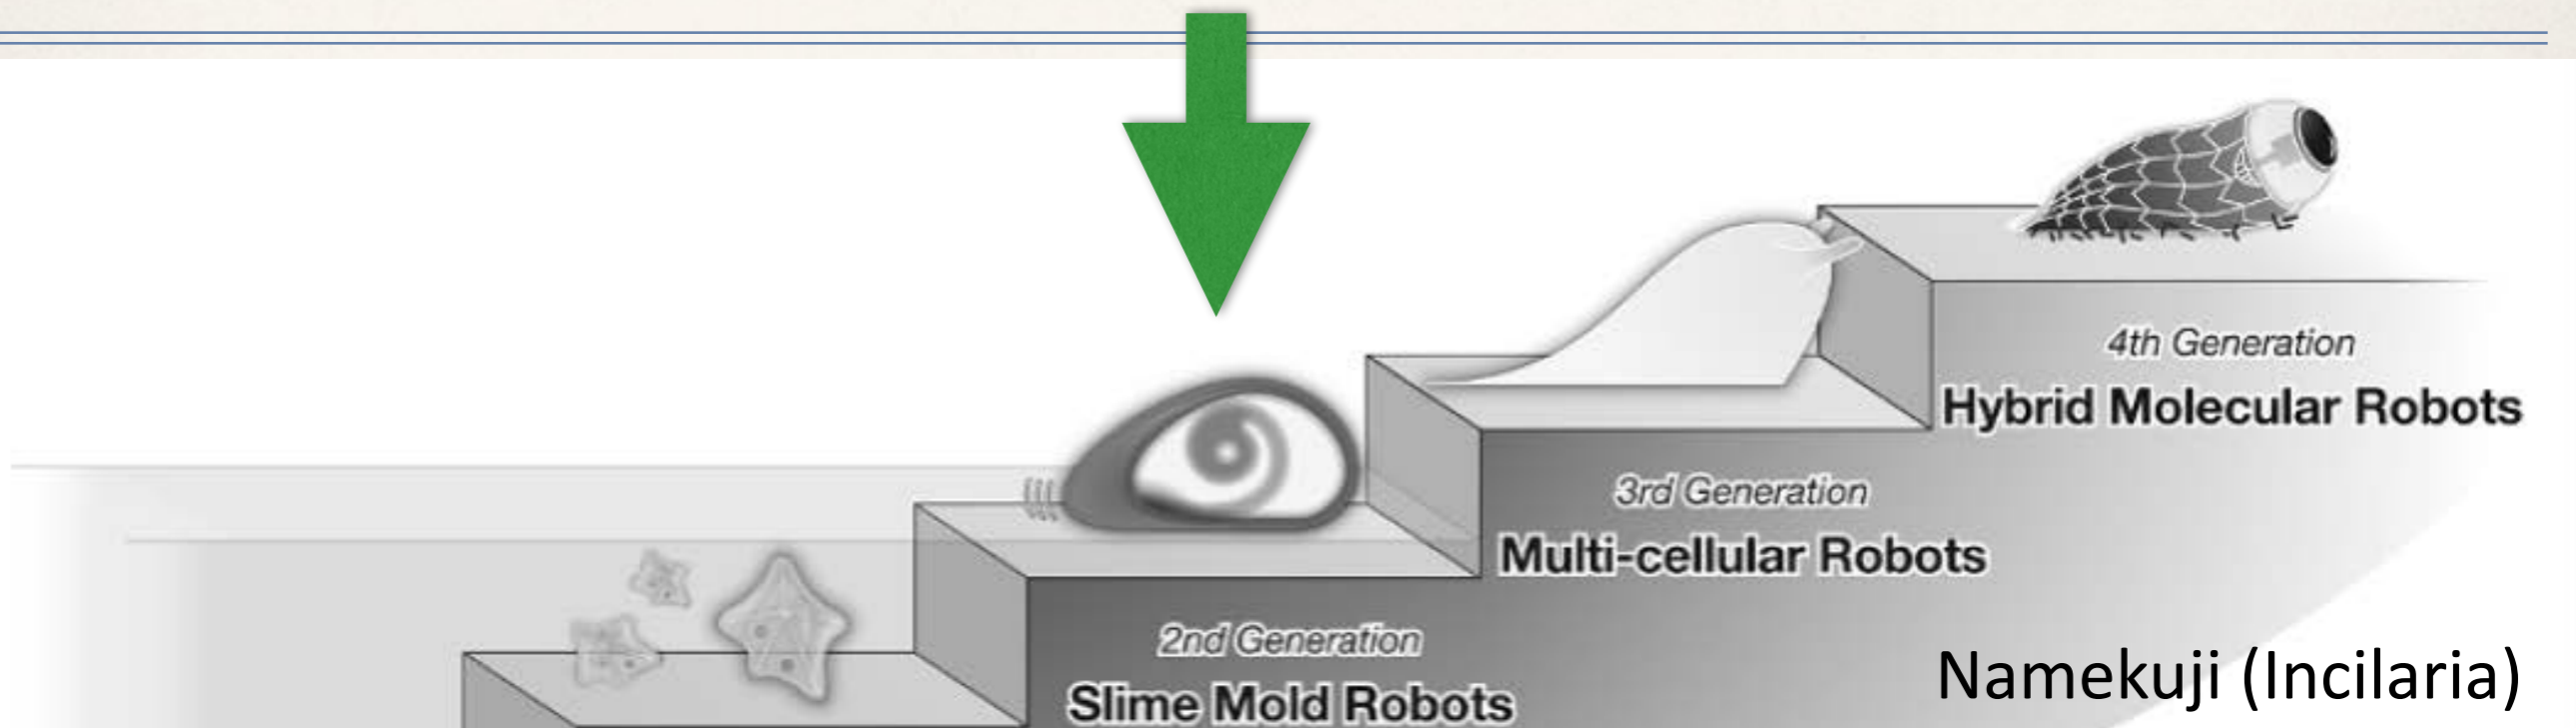 4th Generation
Hybrid Molecular Robots
3rd Generation
Multi-cellular Robots
2nd Generation
Slime Mold Robots
Namekuji (Incilaria)